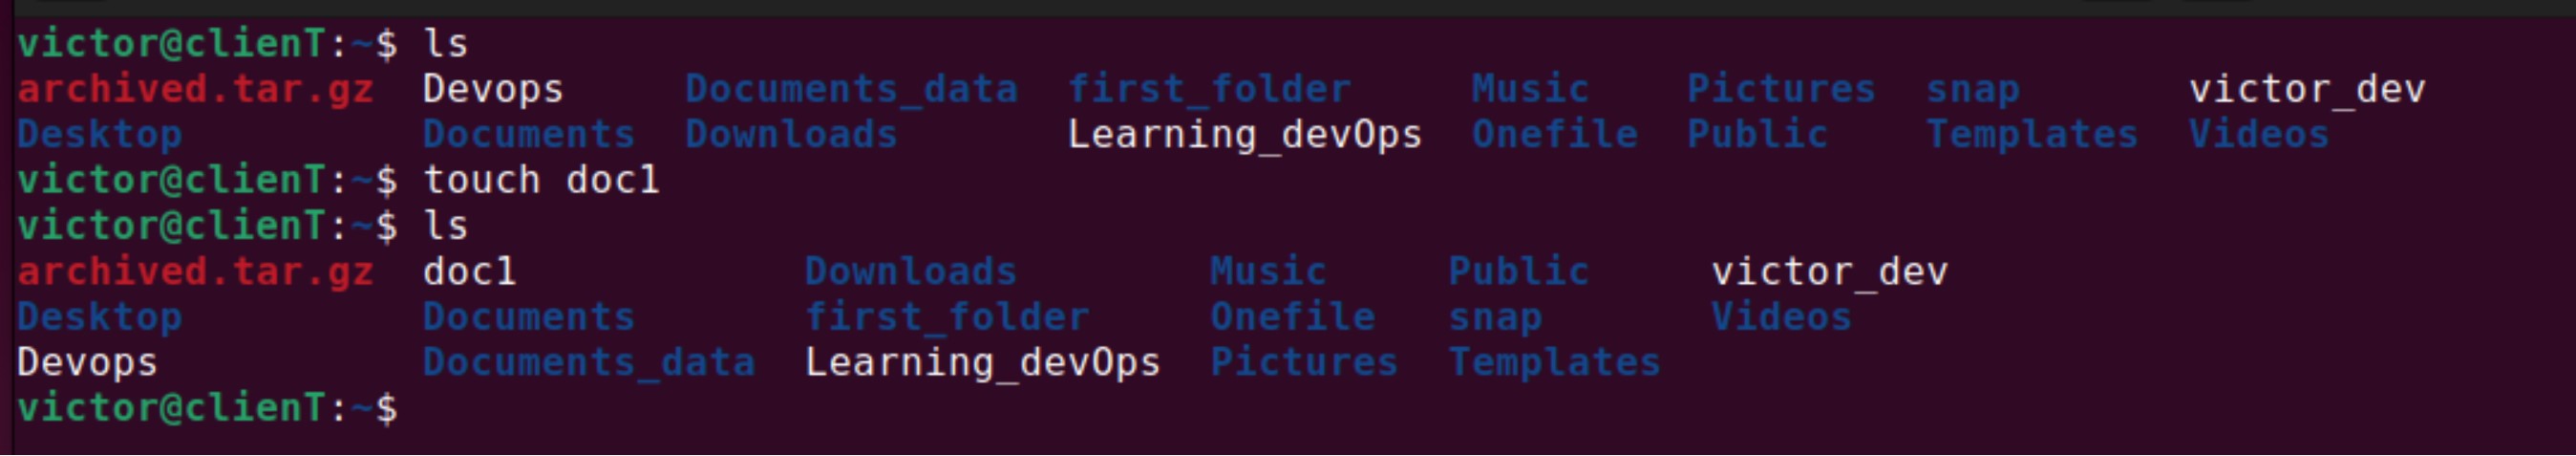 victor@clienT:~$ ls
archived.tar.gz  Devops     Documents_data  first_folder     Music    Pictures  snap       victor_dev
Desktop          Documents  Downloads       Learning_devOps  Onefile  Public    Templates  Videos
victor@clienT:~$ touch doc1
victor@clienT:~$ ls
archived.tar.gz  doc1            Downloads        Music     Public     victor_dev
Desktop          Documents       first_folder     Onefile   snap       Videos
Devops           Documents_data  Learning_devOps  Pictures  Templates
victor@clienT:~$